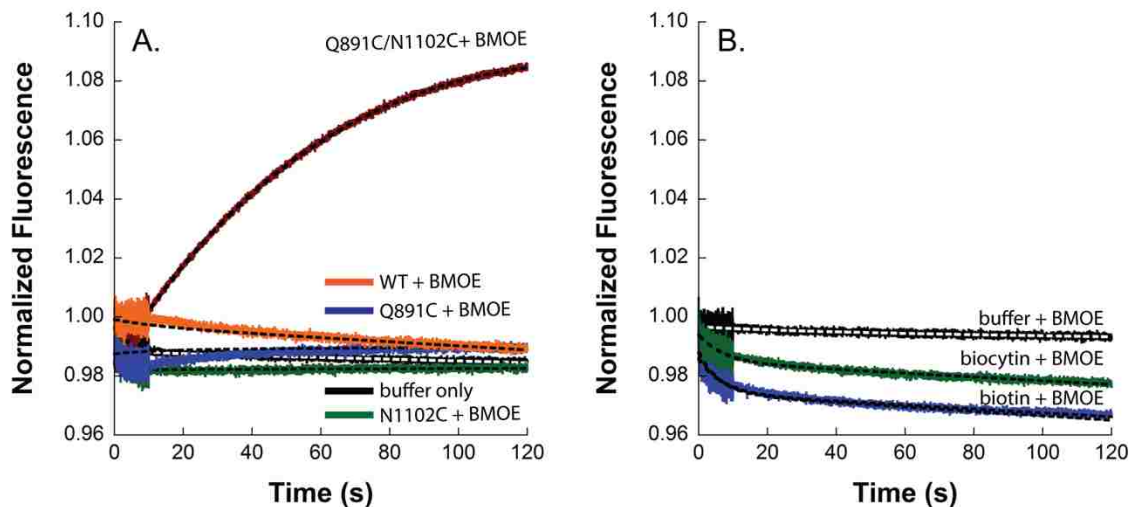 A.
Q891C/N1102C+ BMOE
1.10
1.08
1.06
1.04
1.02
1.00
0.98
0.96
Normalized Fluorescence
WT + BMOE
Q891C + BMOE
buffer only
N1102C + BMOE
0 20 40 60 80 100 120
Time (s)
B.
1.10
1.08
1.06
1.04
1.02
1.00
0.98
0.96
Normalized Fluorescence
buffer + BMOE
biocytin + BMOE
biotin + BMOE
0 20 40 60 80 100 120
Time (s)